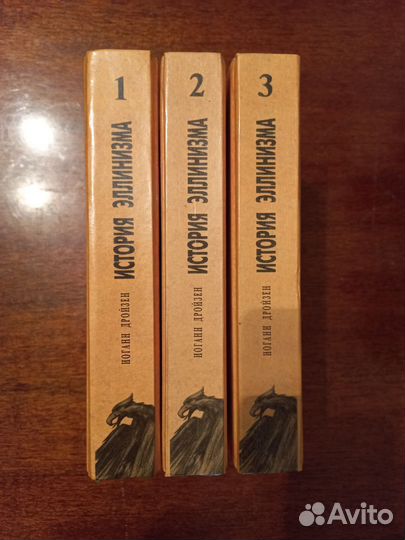 1
ИСТОРИЯ ЭЛЛИНИЗМА
ИОГАНН ДРОЙЗЕН
2
ИСТОРИЯ ЭЛЛИНИЗМА
ИОГАНН ДРОЙЗЕН
3
ИСТОРИЯ ЭЛЛИНИЗМА
ИОГАНН ДРОЙЗЕН
Avito